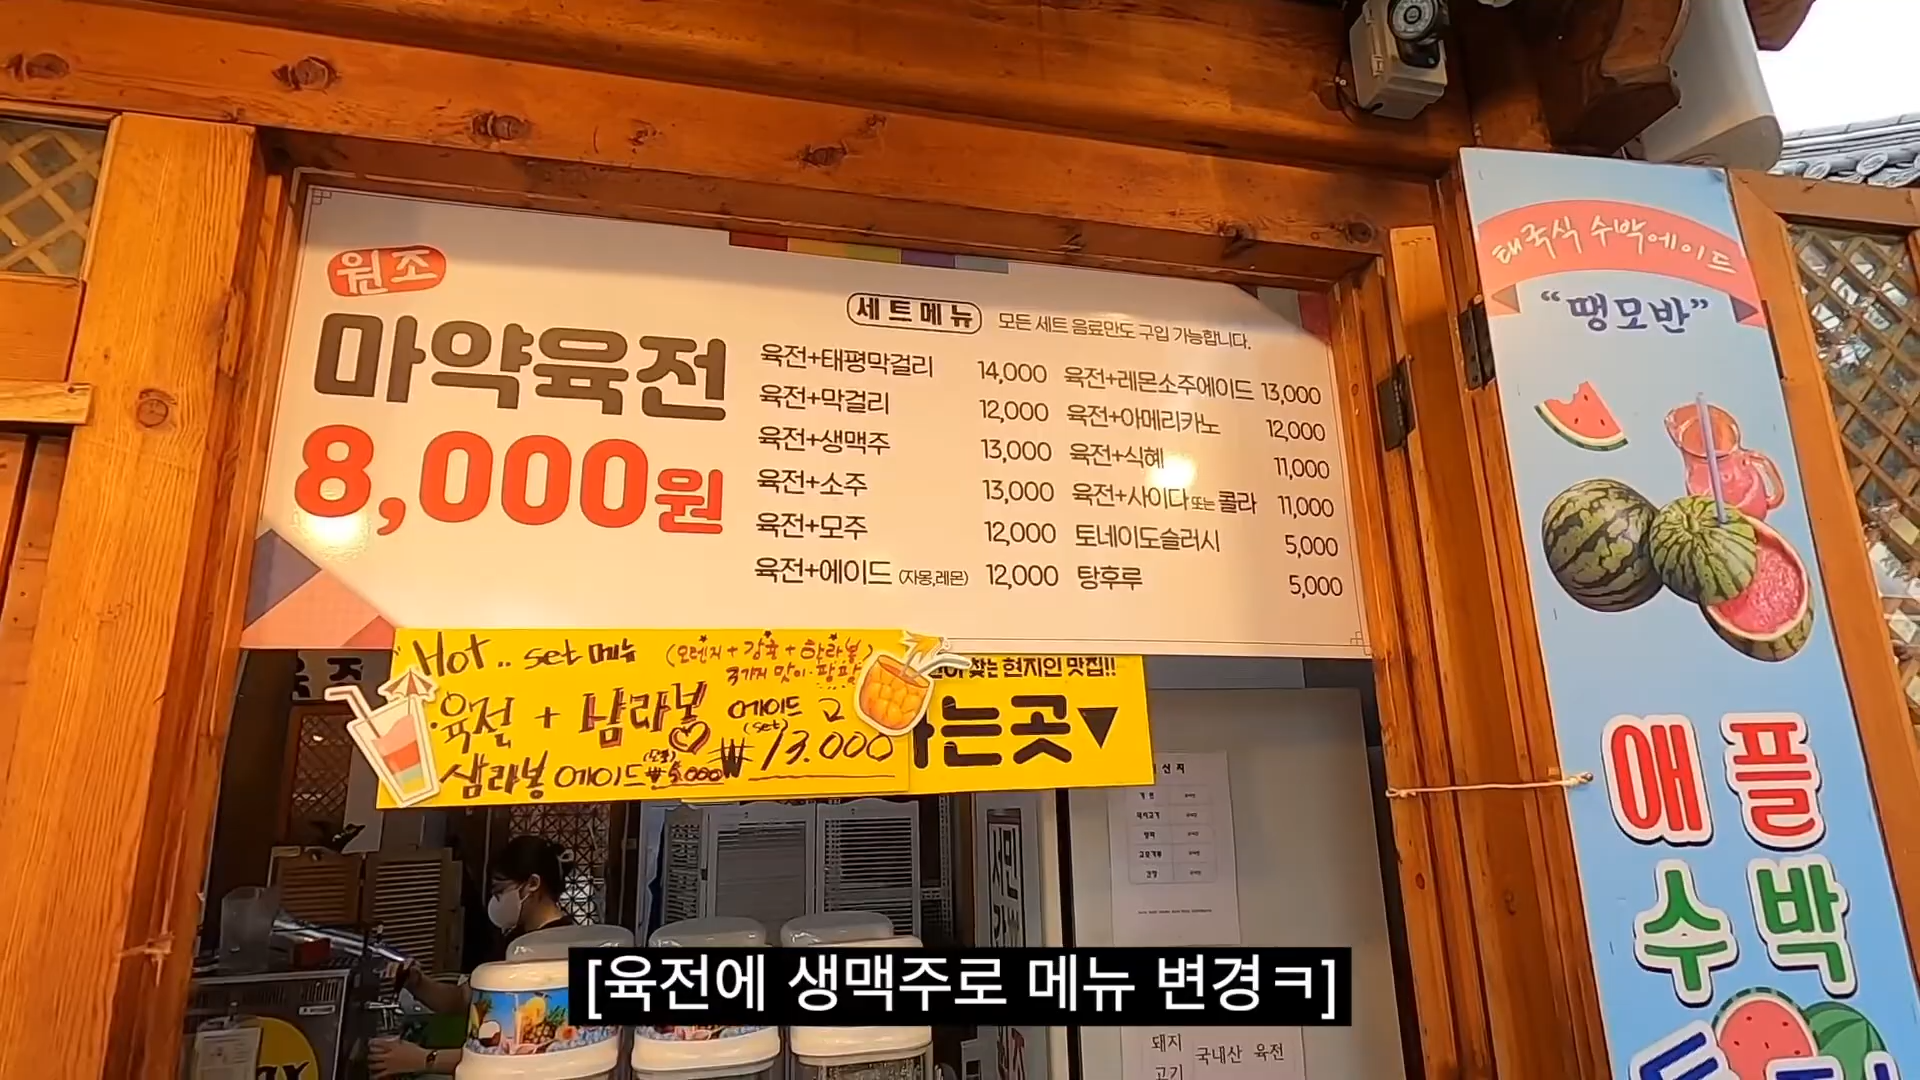 원조
마약육전
8,000원
세트메뉴 모든 세트 음료만도 구입 가능합니다.
육전+태평막걸리 14,000
육전+막걸리 12,000
육전+생맥주 13,000
육전+소주 13,000
육전+모주 12,000
육전+에이드 (자몽,레몬) 12,000
육전+레몬소주에이드 13,000
육전+아메리카노 12,000
육전+식혜 11,000
육전+사이다 또는 콜라 11,000
토네이도슬러시 5,000
탕후루 5,000
Hot.. set 메뉴
(오렌지+감귤+한라봉)
3가지 맛이 팡팡
육전 + 삼라봉 에이드
(set)
₩13.000
삼라봉 에이드 ₩5.000
찾는 현지인 맛집!!
는곳▼
태국식 수박에이드
“땡모반”
애플
수박
돼지
고기
국내산 육전
[육전에 생맥주로 메뉴 변경ㅋ]